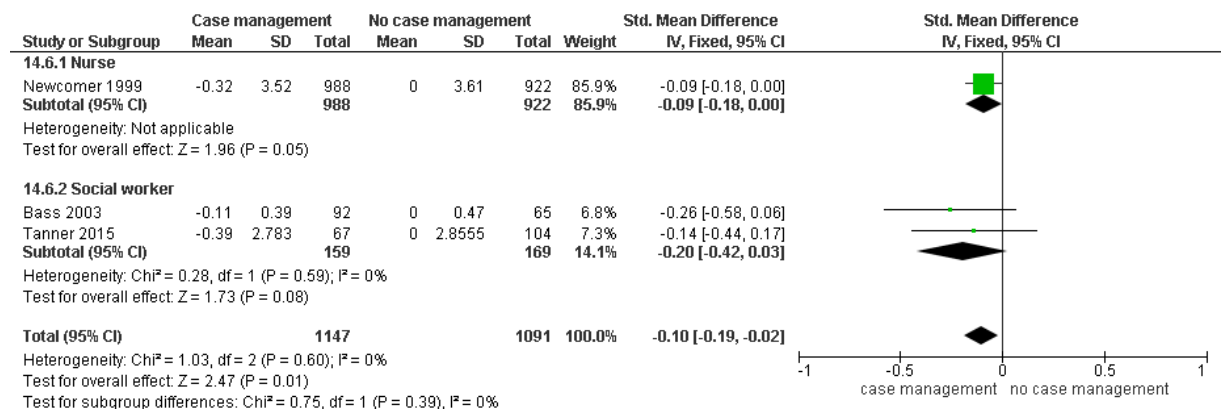 Case management No case management Std. Mean Difference Std. Mean Difference
Study or Subgroup Mean SD Total Mean SD Total Weight IV, Fixed, 95% CI IV, Fixed, 95% CI
14.6.1 Nurse
Newcomer 1999 -0.32 3.52 988 0 3.61 922 85.9% -0.09 [-0.18, 0.00]
Subtotal (95% CI) 988 922 85.9% -0.09 [-0.18, 0.00]
Heterogeneity: Not applicable
Test for overall effect: Z = 1.96 (P = 0.05)
14.6.2 Social worker
Bass 2003 -0.11 0.39 92 0 0.47 65 6.8% -0.26 [-0.58, 0.06]
Tanner 2015 -0.39 2.783 67 0 2.8555 104 7.3% -0.14 [-0.44, 0.17]
Subtotal (95% CI) 159 169 14.1% -0.20 [-0.42, 0.03]
Heterogeneity: Chi² = 0.28, df = 1 (P = 0.59); I² = 0%
Test for overall effect: Z = 1.73 (P = 0.08)
Total (95% CI) 1147 1091 100.0% -0.10 [-0.19, -0.02]
Heterogeneity: Chi² = 1.03, df = 2 (P = 0.60); I² = 0%
Test for overall effect: Z = 2.47 (P = 0.01)
Test for subgroup differences: Chi² = 0.75, df = 1 (P = 0.39), I² = 0%
-1 -0.5 0 0.5 1
case management no case management